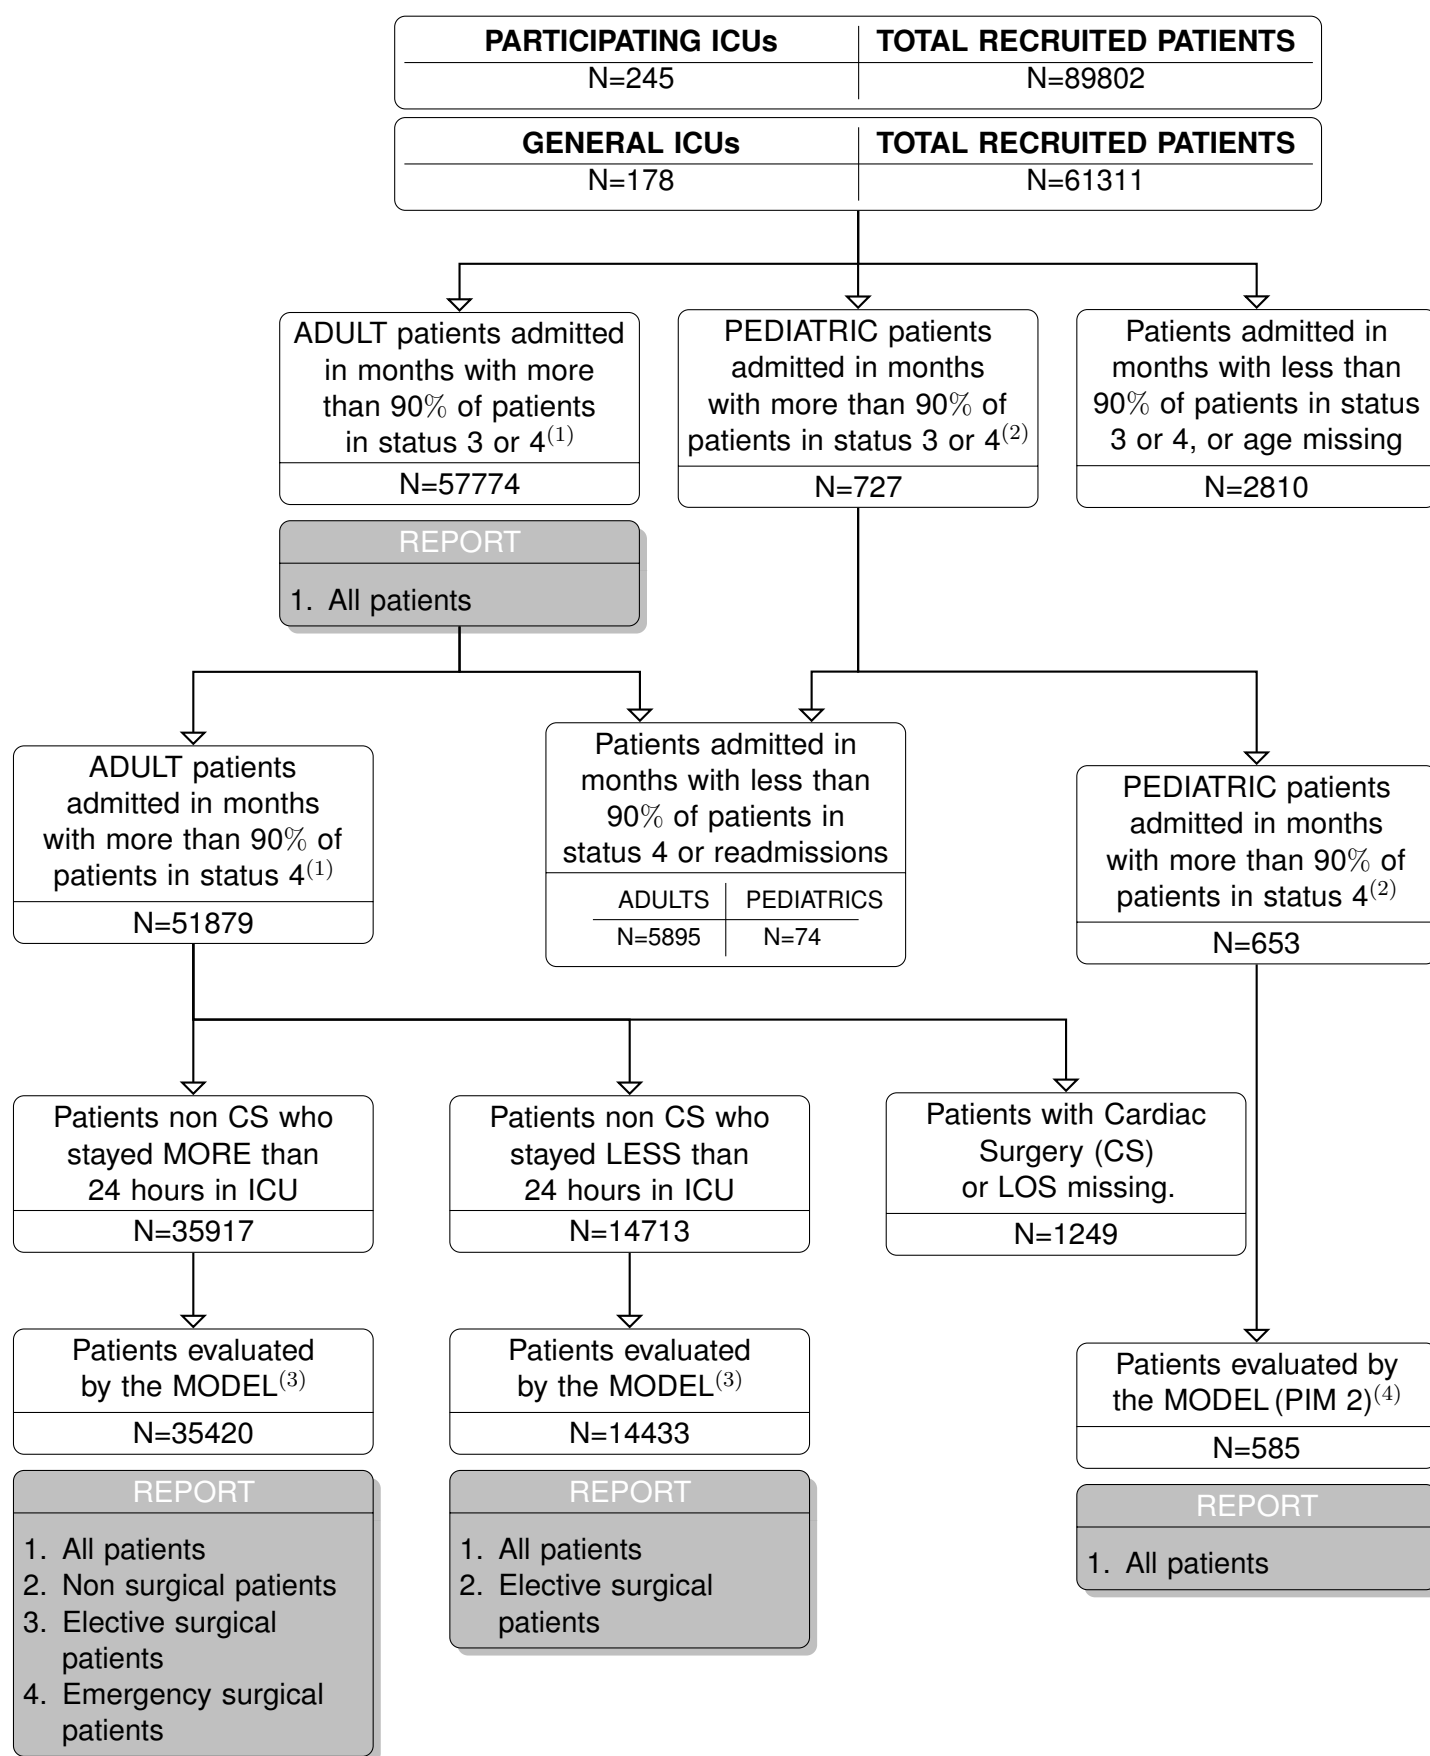 PARTICIPATING ICUs TOTAL RECRUITED PATIENTS
N=245 N=89802
GENERAL ICUs TOTAL RECRUITED PATIENTS
N=178 N=61311
ADULT patients admitted
in months with more
than 90% of patients
in status 3 or 4(1)
N=57774
PEDIATRIC patients
admitted in months
with more than 90% of
patients in status 3 or 4(2)
N=727
Patients admitted in
months with less than
90% of patients in status
3 or 4, or age missing
N=2810
REPORT
1. All patients
ADULT patients
admitted in months
with more than 90% of
patients in status 4(1)
N=51879
Patients admitted in
months with less than
90% of patients in
status 4 or readmissions
ADULTS PEDIATRICS
N=5895 N=74
PEDIATRIC patients
admitted in months
with more than 90% of
patients in status 4(2)
N=653
Patients non CS who
stayed MORE than
24 hours in ICU
N=35917
Patients non CS who
stayed LESS than
24 hours in ICU
N=14713
Patients with Cardiac
Surgery (CS)
or LOS missing.
N=1249
Patients evaluated
by the MODEL(3)
N=35420
Patients evaluated
by the MODEL(3)
N=14433
Patients evaluated by
the MODEL (PIM 2)(4)
N=585
REPORT
1. All patients
2. Non surgical patients
3. Elective surgical
patients
4. Emergency surgical
patients
REPORT
1. All patients
2. Elective surgical
patients
REPORT
1. All patients